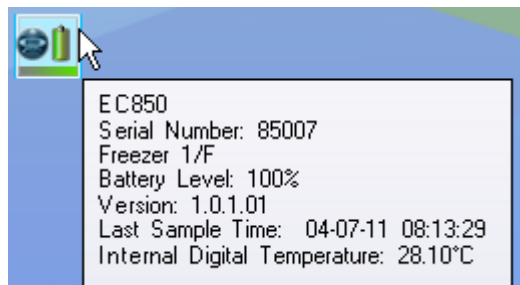 EC850
Serial Number: 85007
Freezer 1/F
Battery Level: 100%
Version: 1.0.1.01
Last Sample Time: 04-07-11 08:13:29
Internal Digital Temperature: 28.10°C